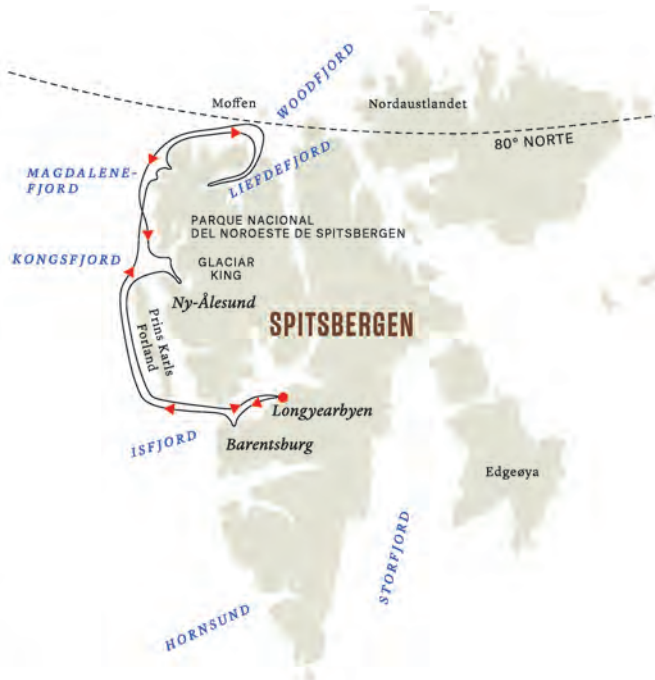 WOODFJORD
Moffen
Nordaustlandet
80° NORTE
LIEFDEFJORD
MAGDALENE-
FJORD
PARQUE NACIONAL
DEL NOROESTE DE SPITSBERGEN
KONGSFJORD
GLACIAR
KING
Ny-Ålesund
SPITSBERGEN
Prins Karls
Forland
Longyearbyen
ISFJORD
Barentsburg
Edgeøya
STORFJORD
HORNSUND